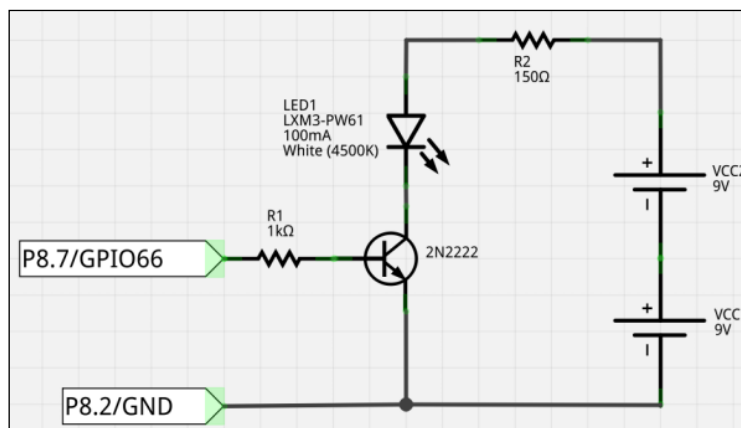 R2
150Ω
LED1
LXM3-PW61
100mA
White (4500K)
+
VCC2
9V
R1
1kΩ
2N2222
P8.7/GPIO66
+
VCC
9V
P8.2/GND